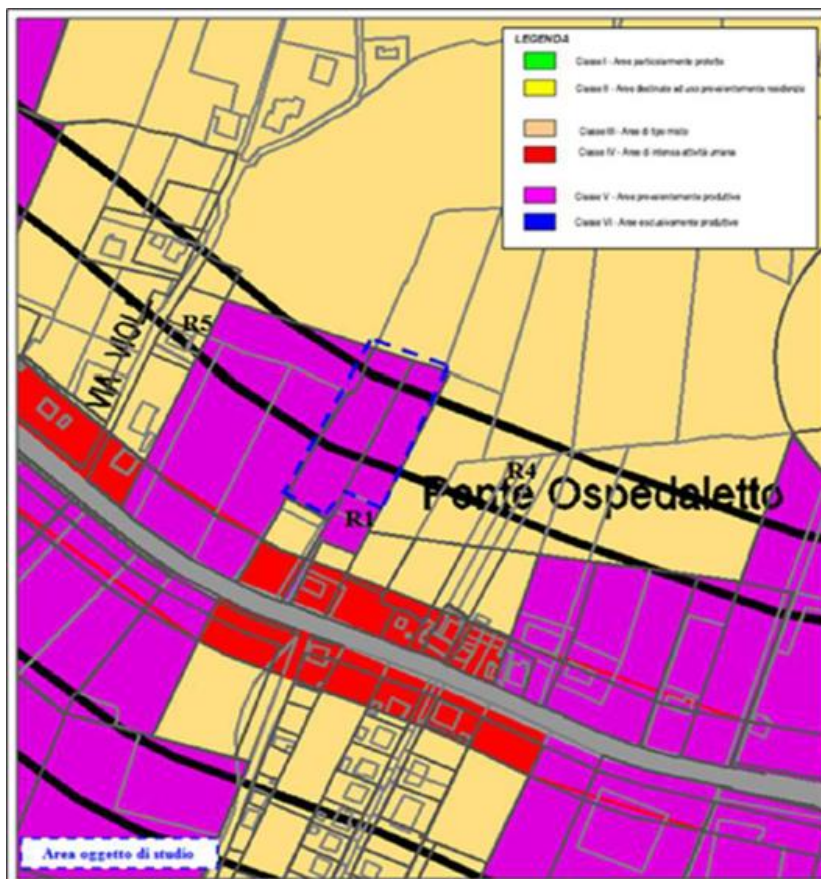 LEGENDA
Classe I - Aree particolarmente protette
Classe II - Aree destinate ad uso prevalentemente residenziale
Classe III - Aree di tipo misto
Classe IV - Aree di intensa attività umana
Classe V - Aree prevalentemente produttive
Classe VI - Aree esclusivamente produttive
R5
VIA VIOLA
R4
Ponte Ospedaletto
R1
Area oggetto di studio